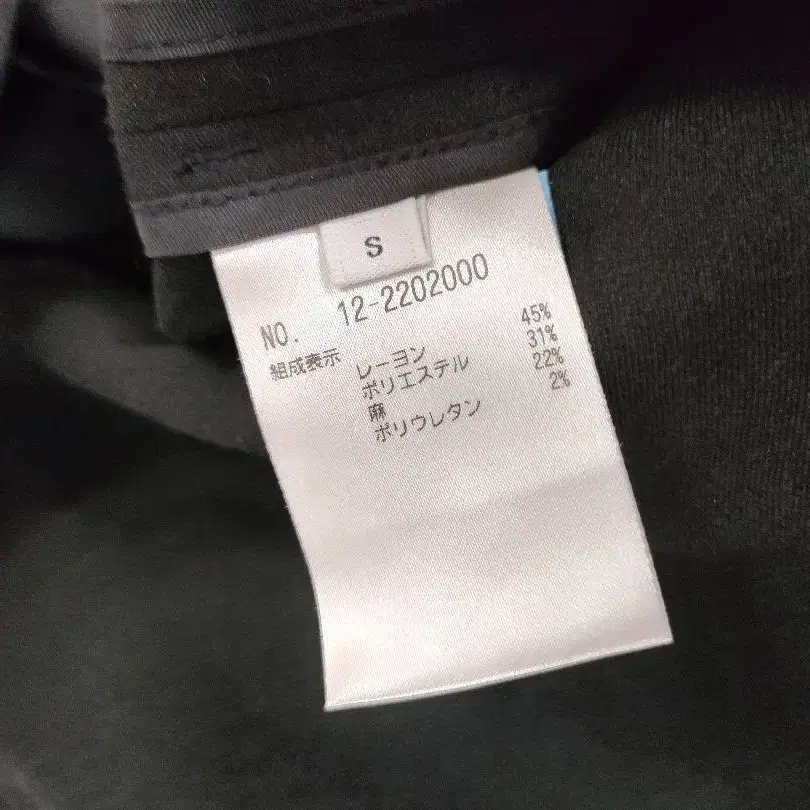 S
NO. 12-2202000
組成表示 レーヨン 45%
ポリエステル 31%
麻 22%
ポリウレタン 2%